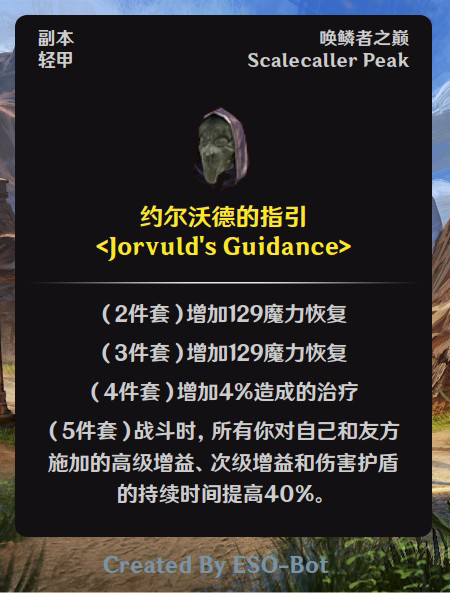 副本
唤鳞者之巅
轻甲
Scalecaller Peak
约尔沃德的指引
<Jorvuld's Guidance>
(2件套)增加129魔力恢复
(3件套)增加129魔力恢复
(4件套)增加4%造成的治疗
(5件套)战斗时, 所有你对自己和友方
施加的高级增益、次级增益和伤害护盾
的持续时间提高40%。
Created By ESO-Bot